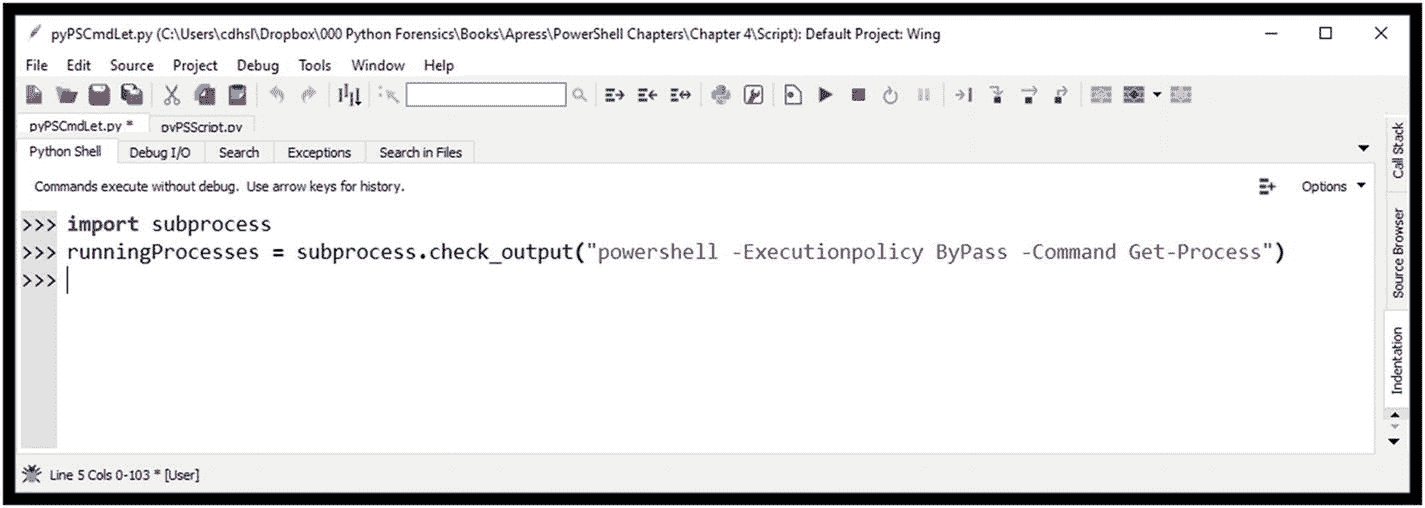 pyPSCmdLet.py (C:\Users\cdhsl\Dropbox\000 Python Forensics\Books\Apress\PowerShell Chapters\Chapter 4\Script): Default Project: Wing
File Edit Source Project Debug Tools Window Help
pyPSCmdLet.py * pyPSScript.py
Python Shell Debug I/O Search Exceptions Search in Files
Commands execute without debug. Use arrow keys for history.
Options
>>> import subprocess
>>> runningProcesses = subprocess.check_output("powershell -Executionpolicy ByPass -Command Get-Process")
>>>
Call Stack
Source Browser
Indentation
Line 5 Cols 0-103 * [User]